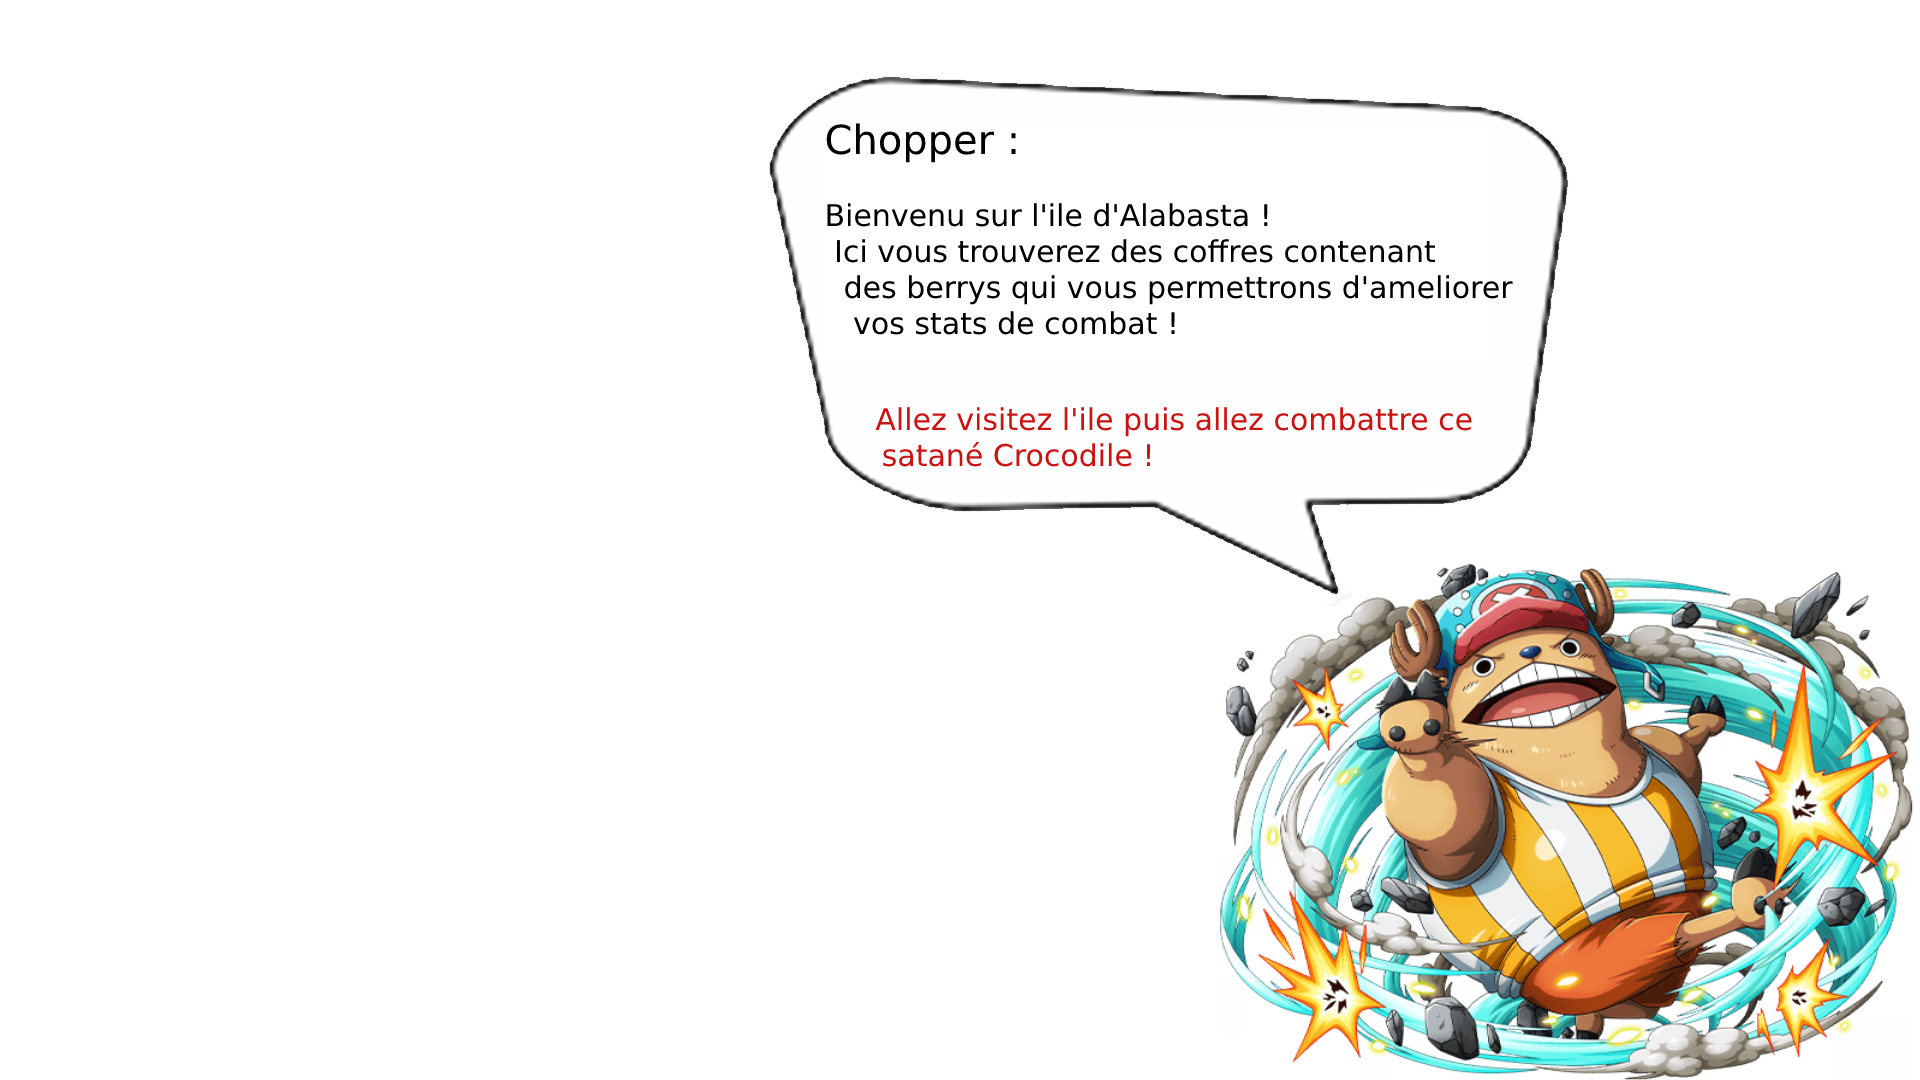 Chopper :
Bienvenu sur l'ile d'Alabasta !
Ici vous trouverez des coffres contenant
des berrys qui vous permettrons d'ameliorer
vos stats de combat !
Allez visitez l'ile puis allez combattre ce
satané Crocodile !